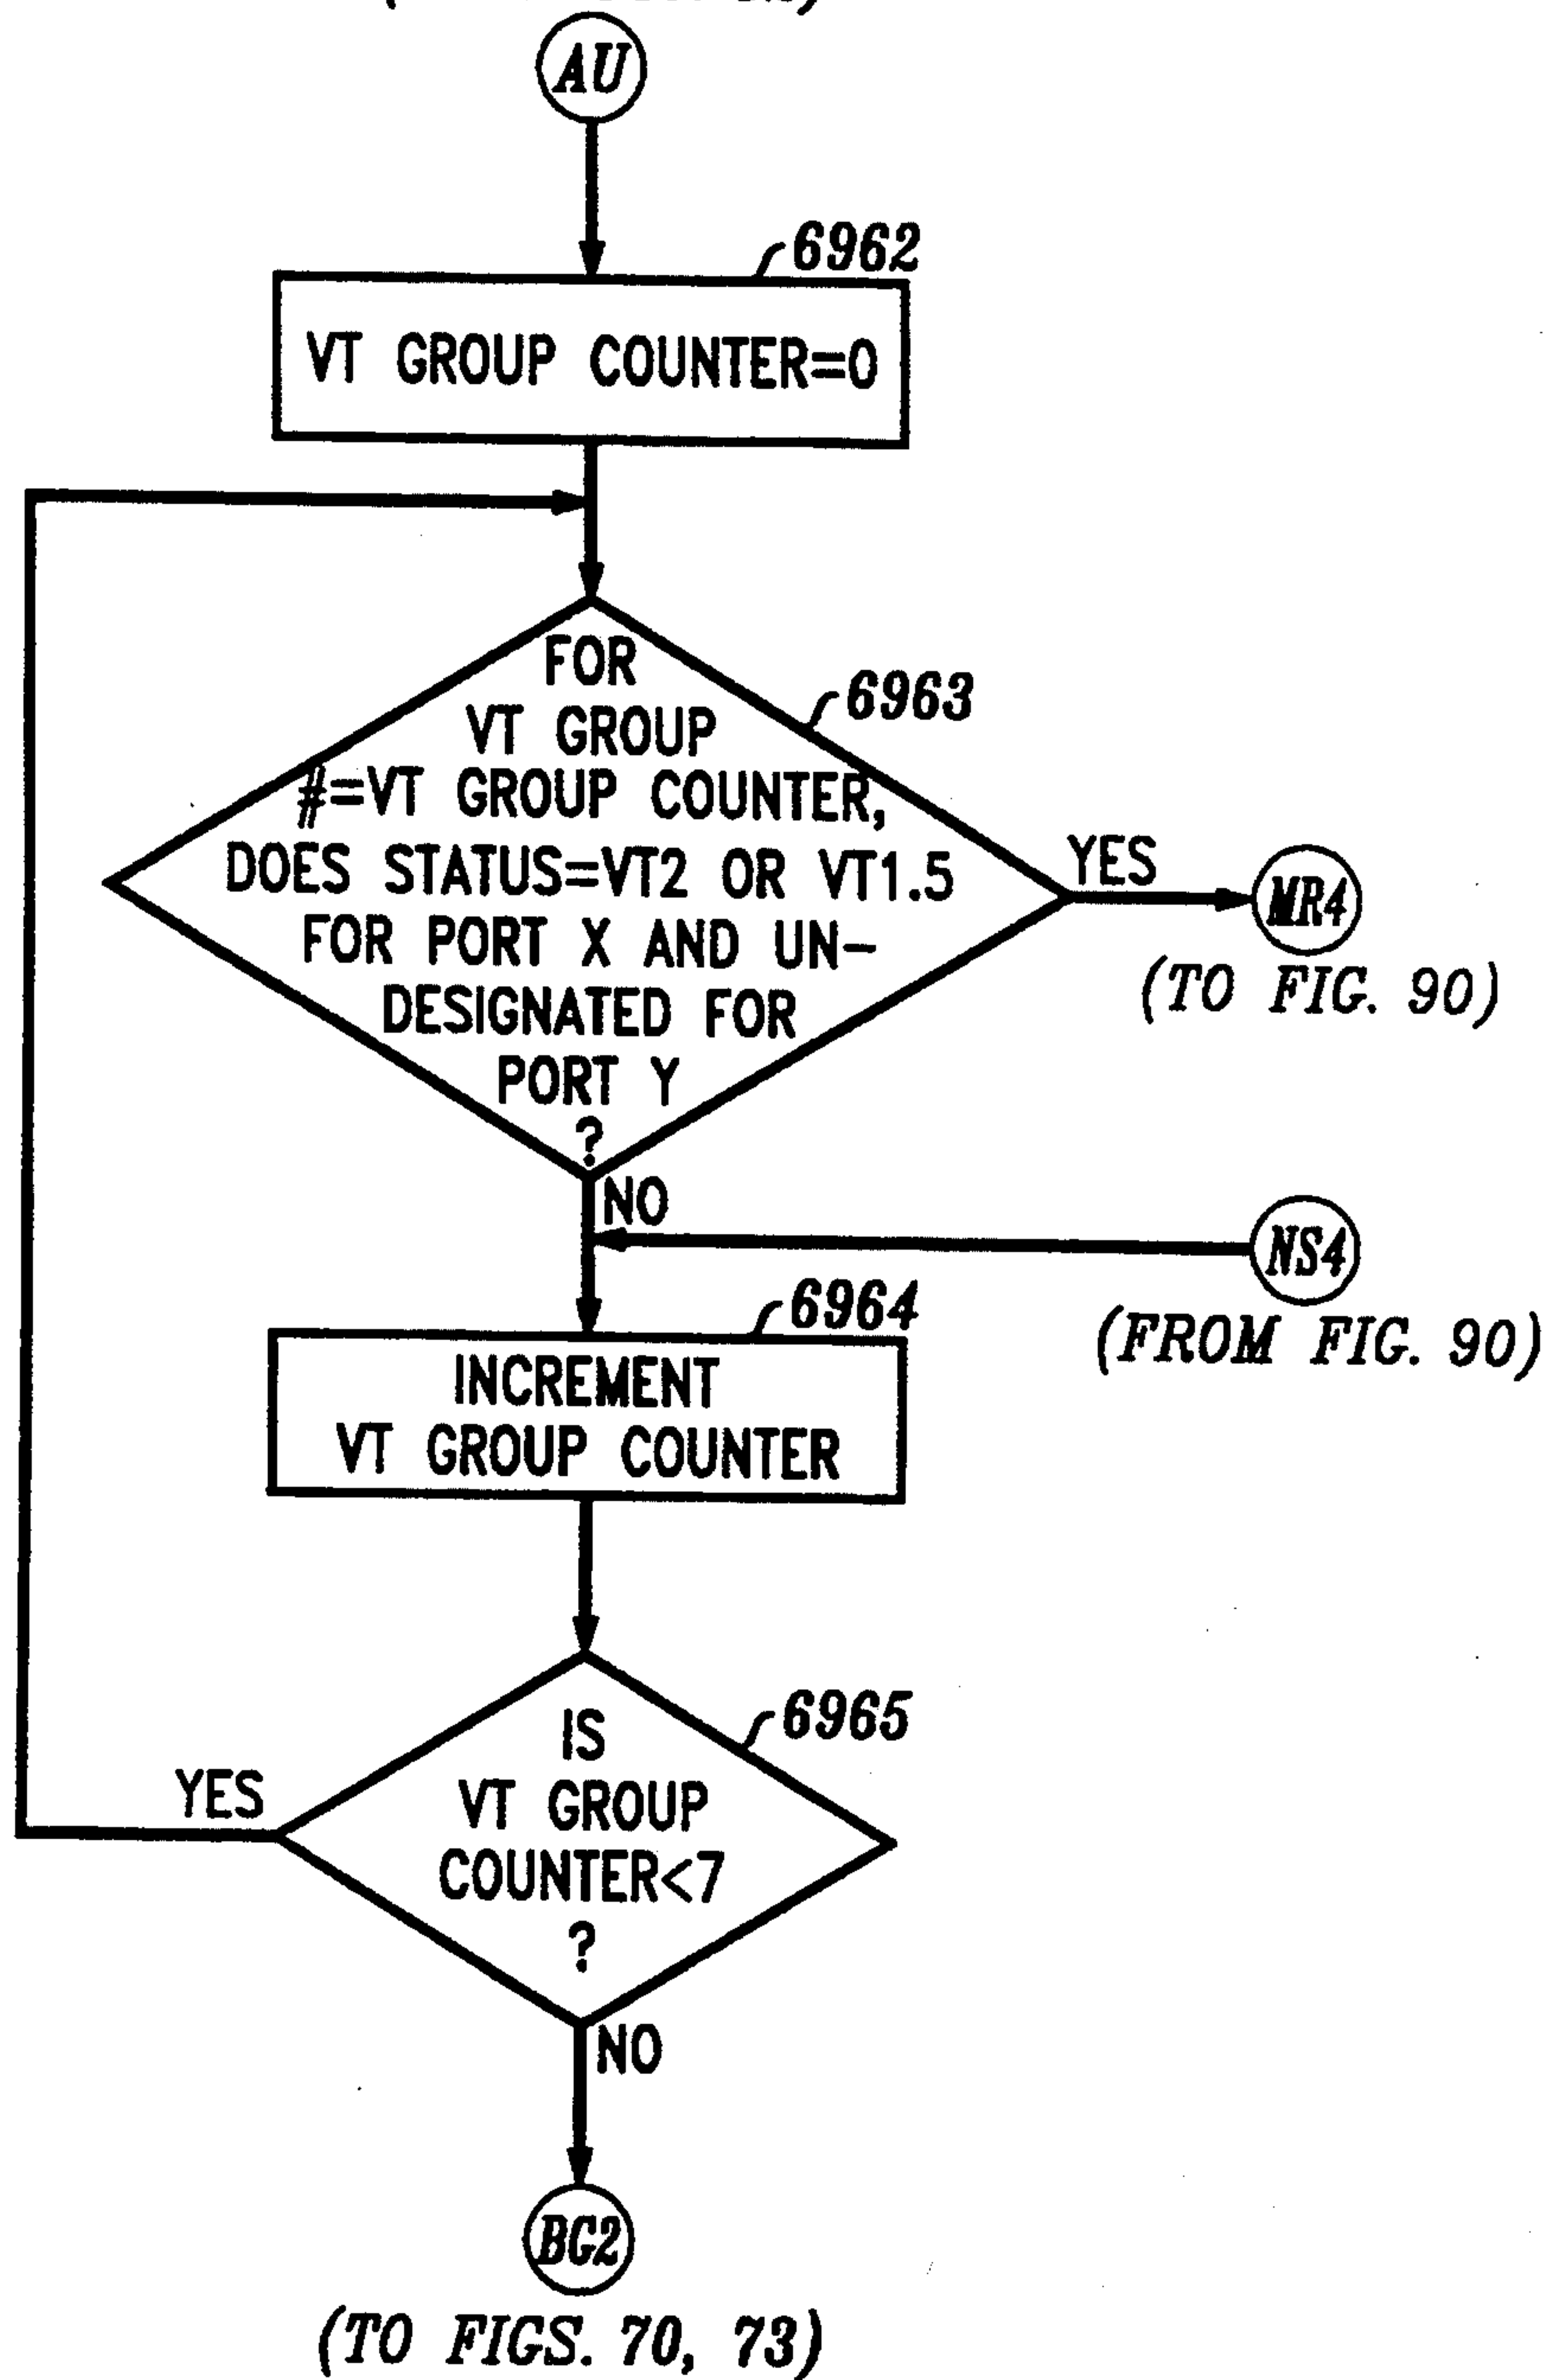 AU
6962
VT GROUP COUNTER=0
FOR
VT GROUP
6963
#=VT GROUP COUNTER,
DOES STATUS=VT2 OR VT1.5
FOR PORT X AND UN-
DESIGNATED FOR
PORT Y
?
YES
MR4
(TO FIG. 90)
NO
NS4
(FROM FIG. 90)
6964
INCREMENT
VT GROUP COUNTER
6965
IS
VT GROUP
COUNTER<7
?
YES
NO
BG2
(TO FIGS. 70, 73)